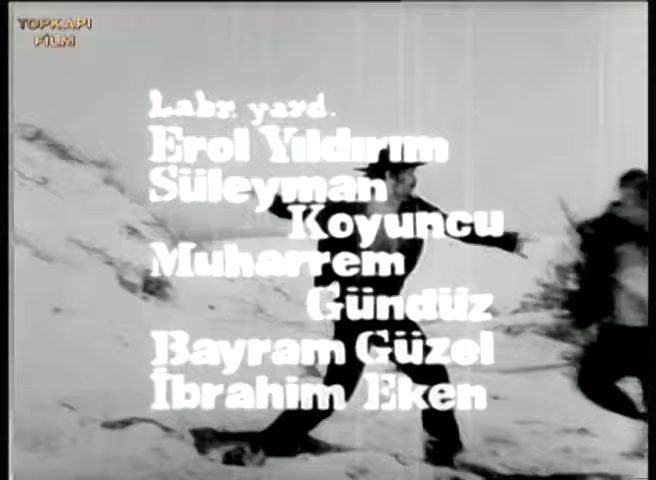 TOPKAPI
FİLM
Labr. yard.
Erol Yıldırım
Süleyman
Koyuncu
Muharrem
Gündüz
Bayram Güzel
İbrahim Eken